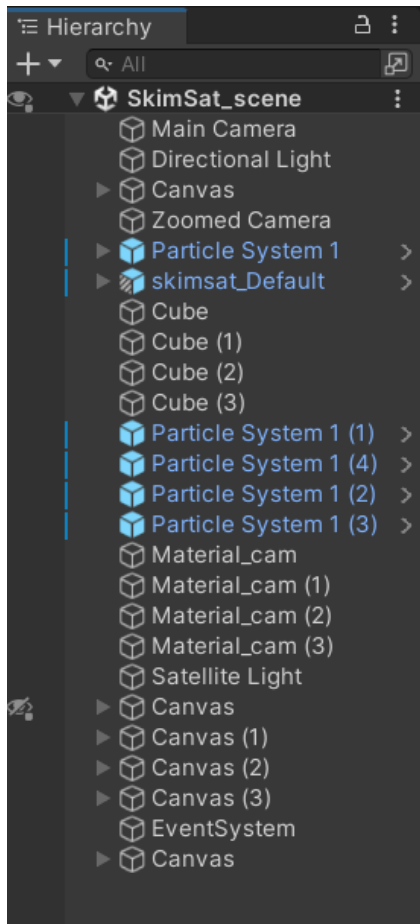 Hierarchy
All
SkimSat_scene
Main Camera
Directional Light
Canvas
Zoomed Camera
Particle System 1
skimsat_Default
Cube
Cube (1)
Cube (2)
Cube (3)
Particle System 1 (1)
Particle System 1 (4)
Particle System 1 (2)
Particle System 1 (3)
Material_cam
Material_cam (1)
Material_cam (2)
Material_cam (3)
Satellite Light
Canvas
Canvas (1)
Canvas (2)
Canvas (3)
EventSystem
Canvas